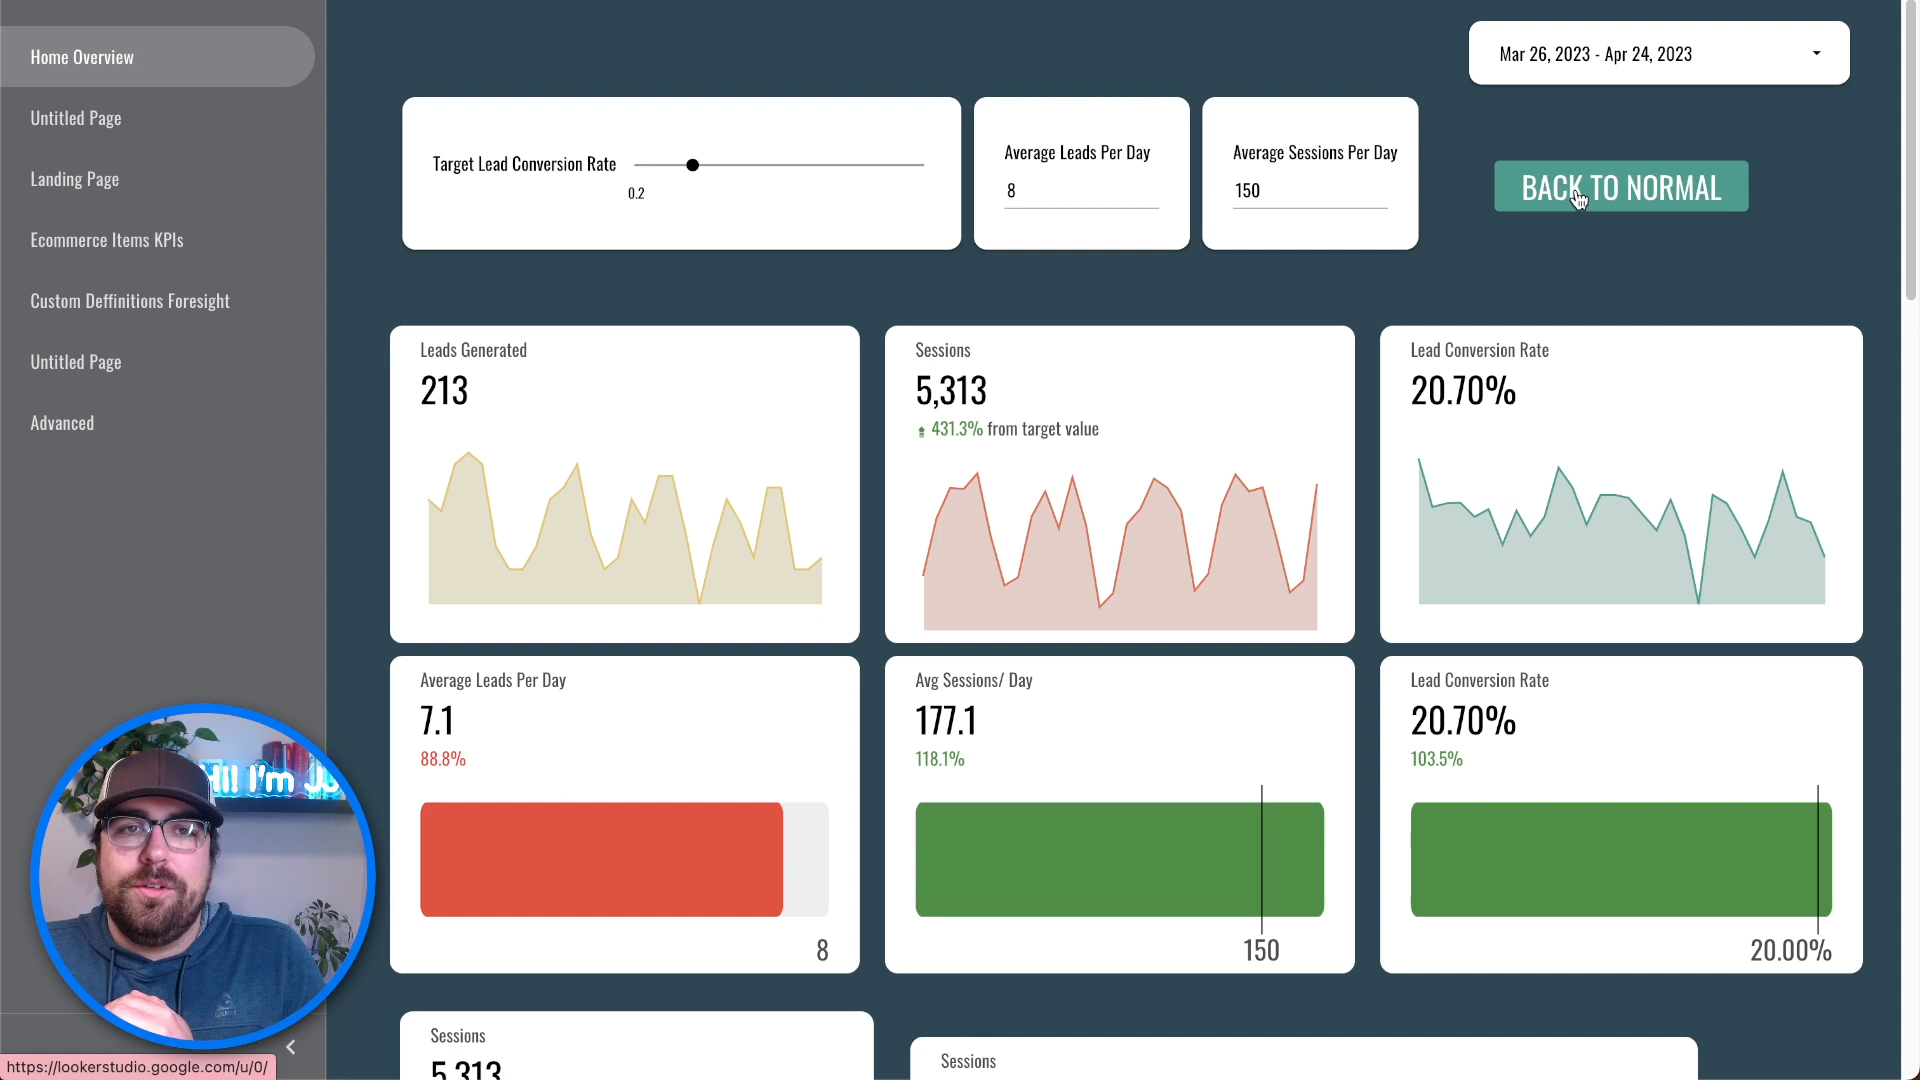 Home Overview
Untitled Page
Landing Page
Ecommerce Items KPIs
Custom Deffinitions Foresight
Untitled Page
Advanced
Mar 26, 2023 - Apr 24, 2023
Target Lead Conversion Rate
0.2
Average Leads Per Day
8
Average Sessions Per Day
150
BACK TO NORMAL
Leads Generated
213
Sessions
5,313
431.3% from target value
Lead Conversion Rate
20.70%
Average Leads Per Day
7.1
88.8%
8
Avg Sessions/ Day
177.1
118.1%
150
Lead Conversion Rate
20.70%
103.5%
20.00%
Sessions
5,313
Sessions
Hi! I'm
https://lookerstudio.google.com/u/0/